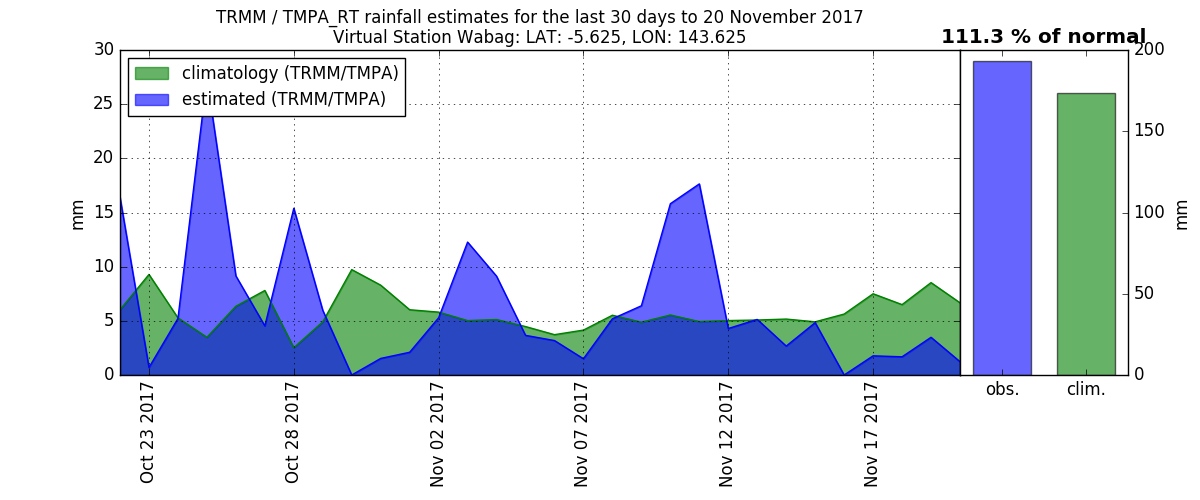 TRMM / TMPA_RT rainfall estimates for the last 30 days to 20 November 2017
Virtual Station Wabag: LAT: -5.625, LON: 143.625
111.3 % of normal
climatology (TRMM/TMPA)
estimated (TRMM/TMPA)
30
25
20
15
10
5
0
mm
Oct 23 2017
Oct 28 2017
Nov 02 2017
Nov 07 2017
Nov 12 2017
Nov 17 2017
obs.
clim.
200
150
100
50
0
mm